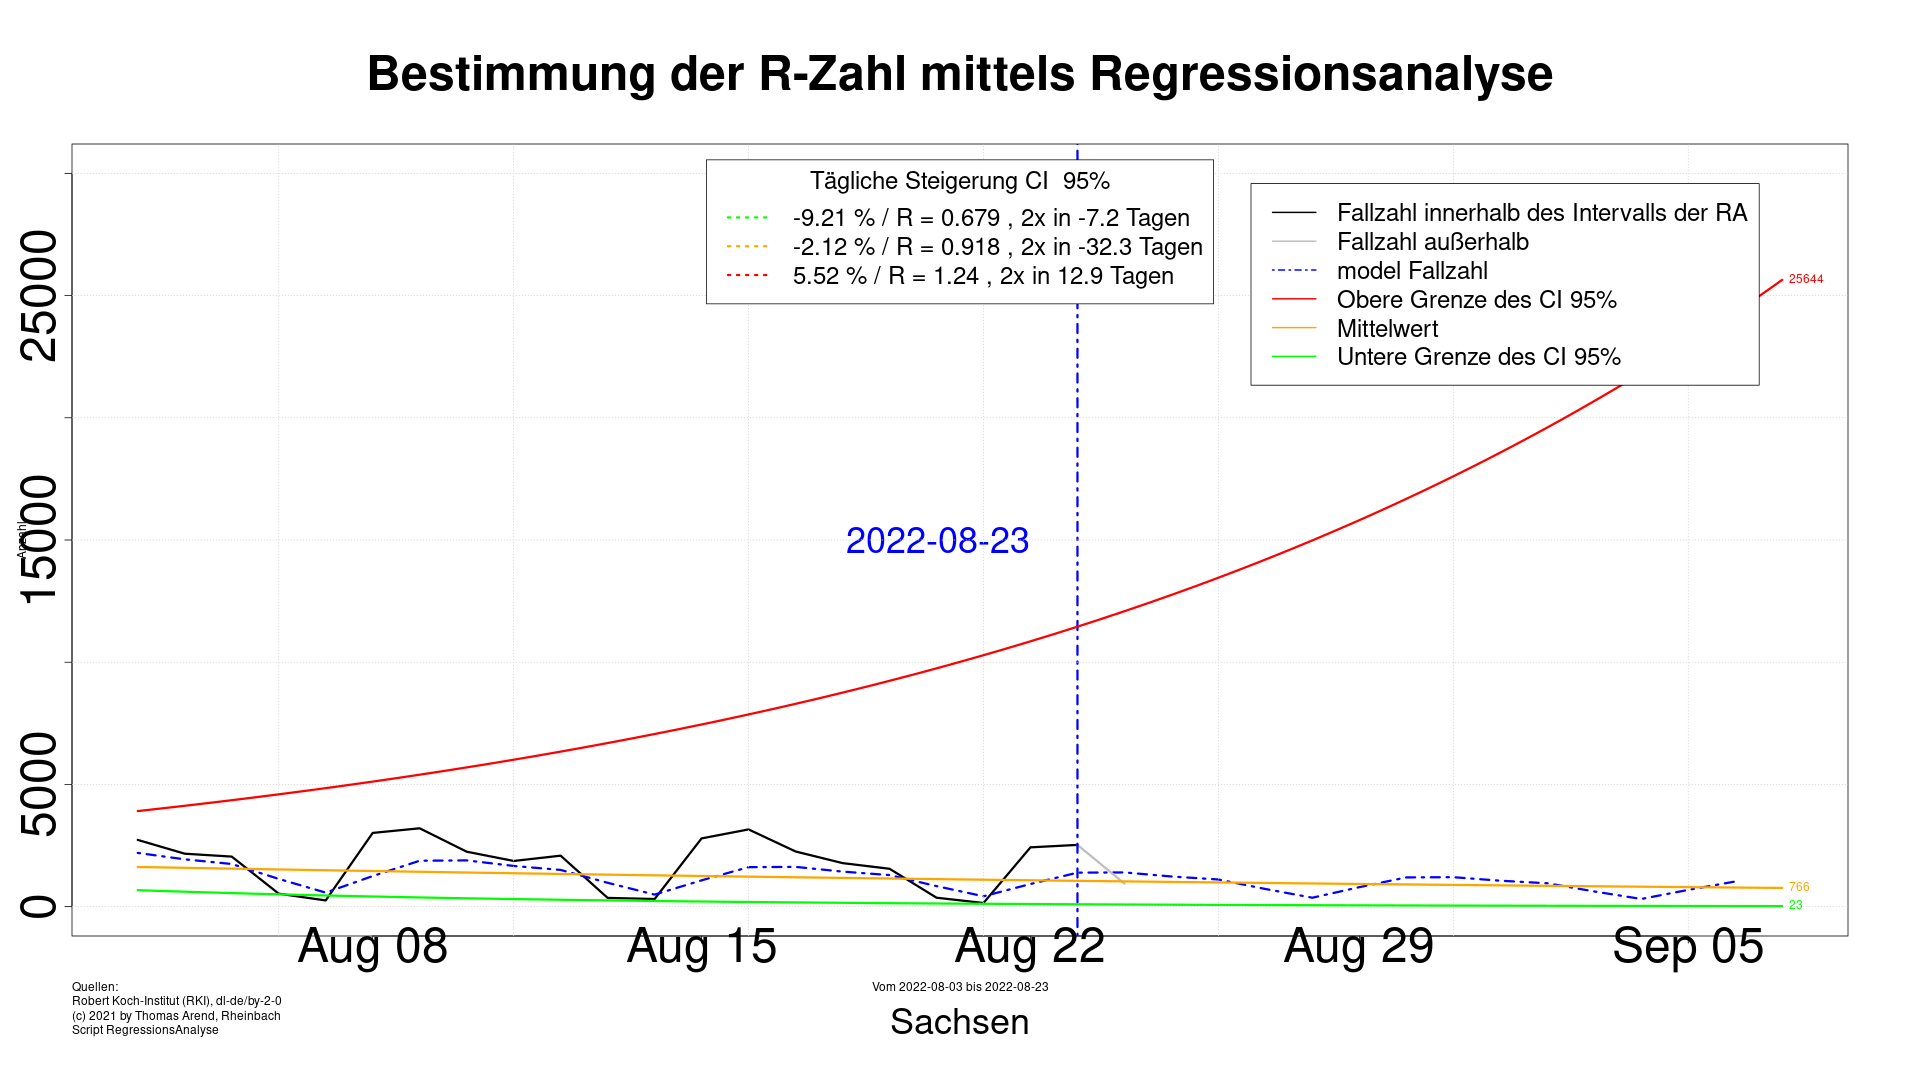 Bestimmung der R-Zahl mittels Regressionsanalyse
Tägliche Steigerung CI  95%
-9.21 % / R = 0.679 , 2x in -7.2 Tagen
-2.12 % / R = 0.918 , 2x in -32.3 Tagen
5.52 % / R = 1.24 , 2x in 12.9 Tagen
Fallzahl innerhalb des Intervalls der RA
Fallzahl außerhalb
model Fallzahl
Obere Grenze des CI 95%
Mittelwert
Untere Grenze des CI 95%
25644
25000
15000
5000
0
Anzahl
2022-08-23
766
23
Aug 08
Aug 15
Aug 22
Aug 29
Sep 05
Quellen:
Robert Koch-Institut (RKI), dl-de/by-2-0
(c) 2021 by Thomas Arend, Rheinbach
Script RegressionsAnalyse
Vom 2022-08-03 bis 2022-08-23
Sachsen